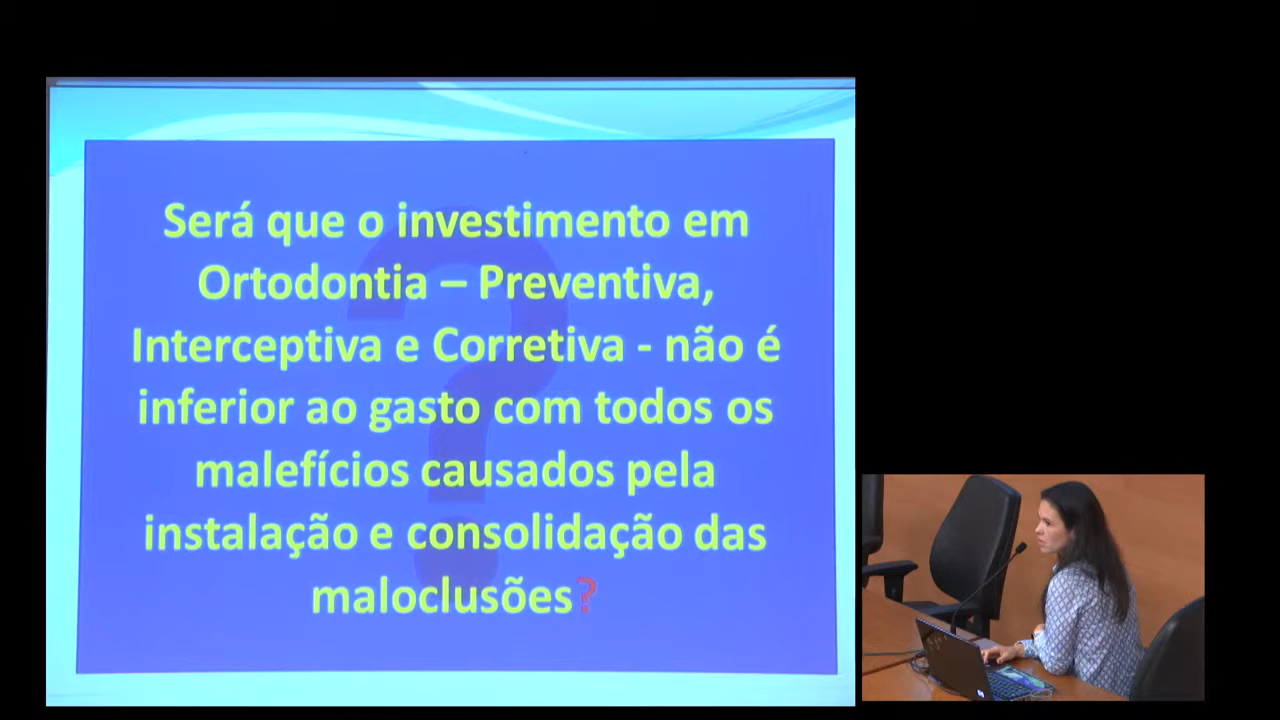 Será que o investimento em
Ortodontia – Preventiva,
Interceptiva e Corretiva - não é
inferior ao gasto com todos os
malefícios causados pela
instalação e consolidação das
maloclusões?